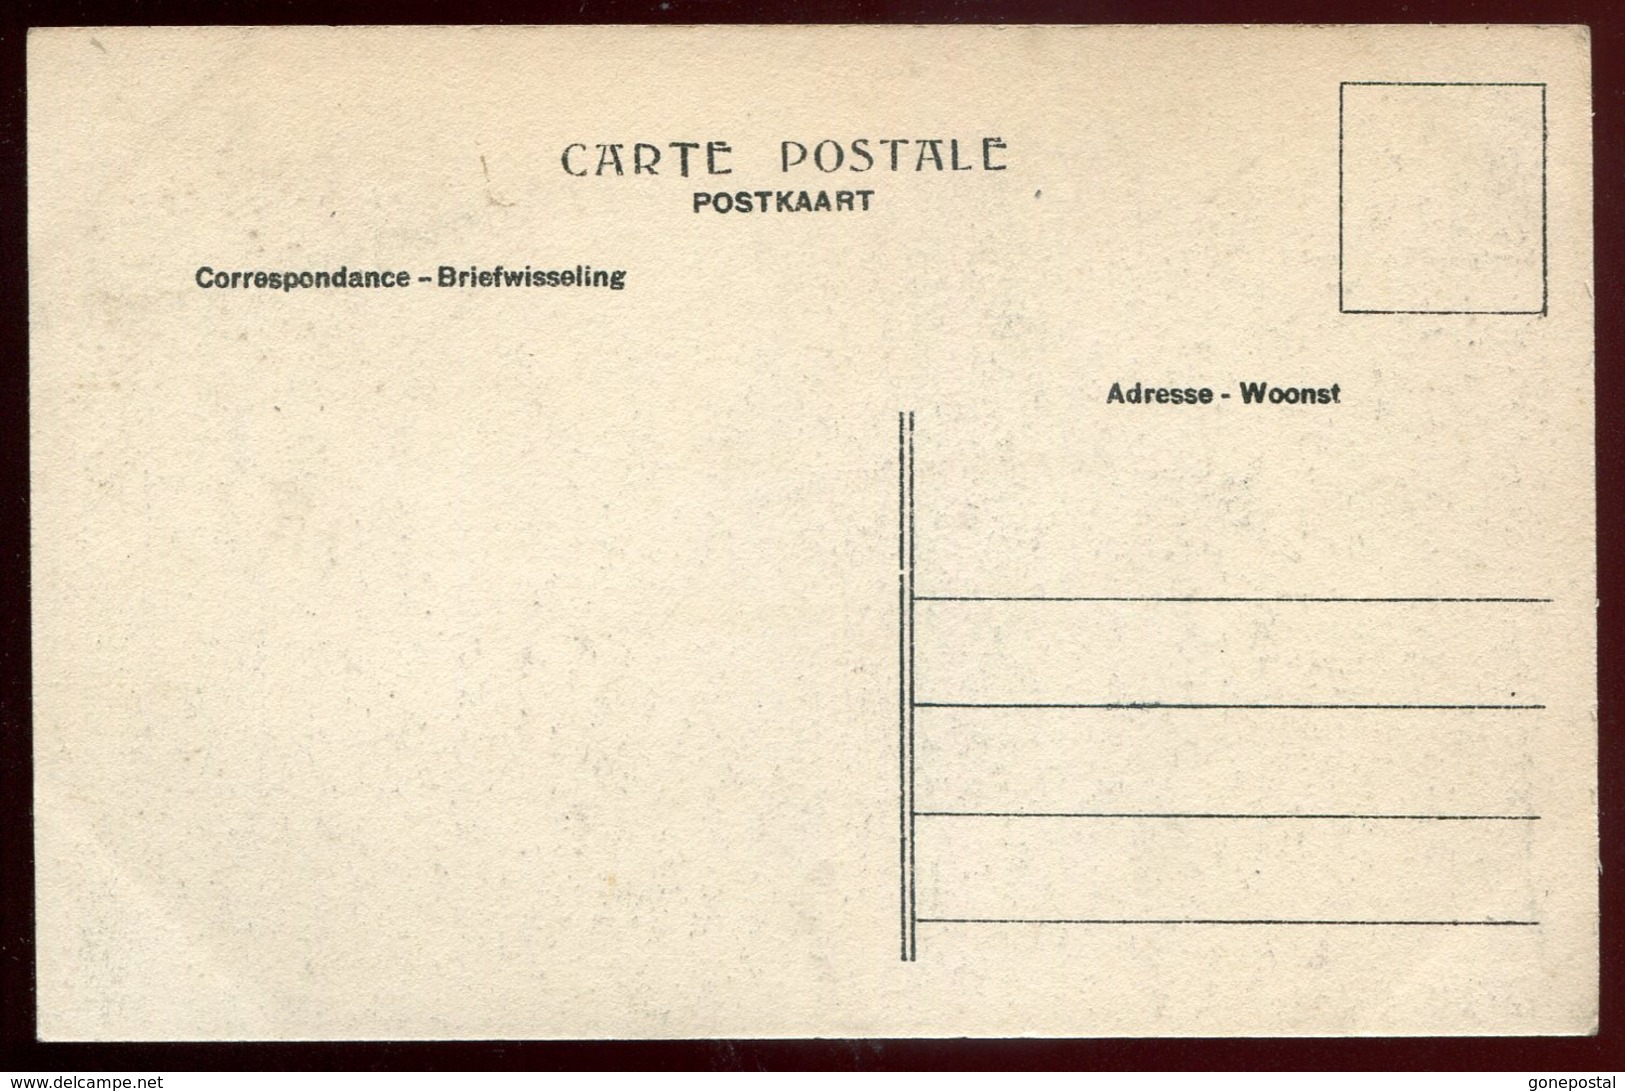 CARTE POSTALE
POSTKAART
Correspondance - Briefwisseling
Adresse - Woonst
www.delcampe.net
gonepostal